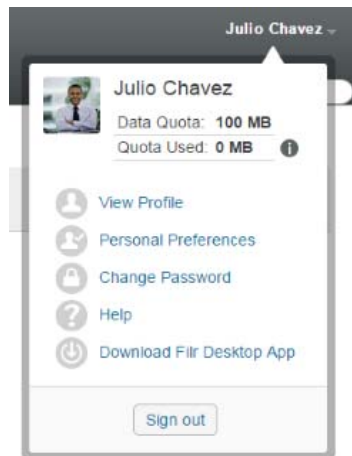 Julio Chavez
Julio Chavez
Data Quota: 100 MB
Quota Used: 0 MB
View Profile
Personal Preferences
Change Password
Help
Download Filr Desktop App
Sign out